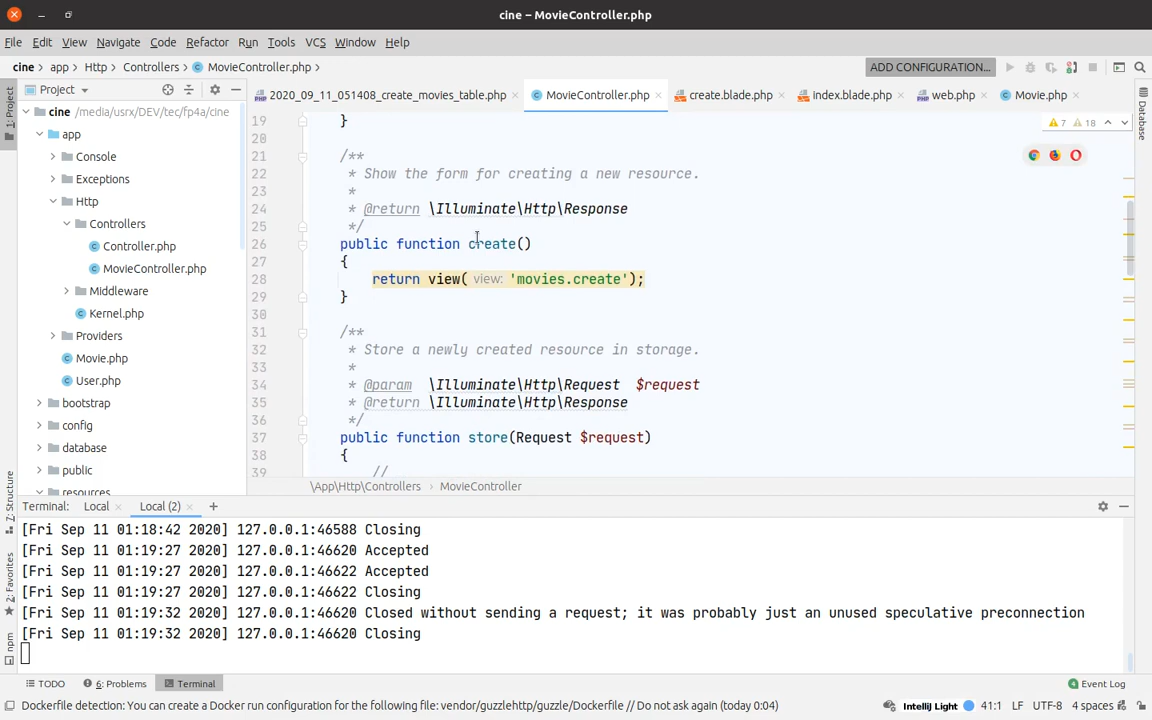 cine – MovieController.php
File Edit View Navigate Code Refactor Run Tools VCS Window Help
cine app Http Controllers MovieController.php ADD CONFIGURATION...
Project
2020_09_11_051408_create_movies_table.php MovieController.php create.blade.php index.blade.php web.php Movie.php
1: Project
Database
7 18
cine /media/usrx/DEV/tec/fp4a/cine
app
Console
Exceptions
Http
Controllers
Controller.php
MovieController.php
Middleware
Kernel.php
Providers
Movie.php
User.php
bootstrap
config
database
public
resources
19 }
20
21 /**
22 * Show the form for creating a new resource.
23 *
24 * @return \Illuminate\Http\Response
25 */
26 public function create()
27 {
28 return view( view: 'movies.create');
29 }
30
31 /**
32 * Store a newly created resource in storage.
33 *
34 * @param \Illuminate\Http\Request $request
35 * @return \Illuminate\Http\Response
36 */
37 public function store(Request $request)
38 {
39 //
\App\Http\Controllers MovieController
Z: Structure
2: Favorites
npm
Terminal: Local Local (2)
[Fri Sep 11 01:18:42 2020] 127.0.0.1:46588 Closing
[Fri Sep 11 01:19:27 2020] 127.0.0.1:46620 Accepted
[Fri Sep 11 01:19:27 2020] 127.0.0.1:46622 Accepted
[Fri Sep 11 01:19:27 2020] 127.0.0.1:46622 Closing
[Fri Sep 11 01:19:32 2020] 127.0.0.1:46620 Closed without sending a request; it was probably just an unused speculative preconnection
[Fri Sep 11 01:19:32 2020] 127.0.0.1:46620 Closing
TODO 6: Problems Terminal 4 Event Log
Dockerfile detection: You can create a Docker run configuration for the following file: vendor/guzzlehttp/guzzle/Dockerfile // Do not ask again (today 0:04) IntelliJ Light 41:1 LF UTF-8 4 spaces